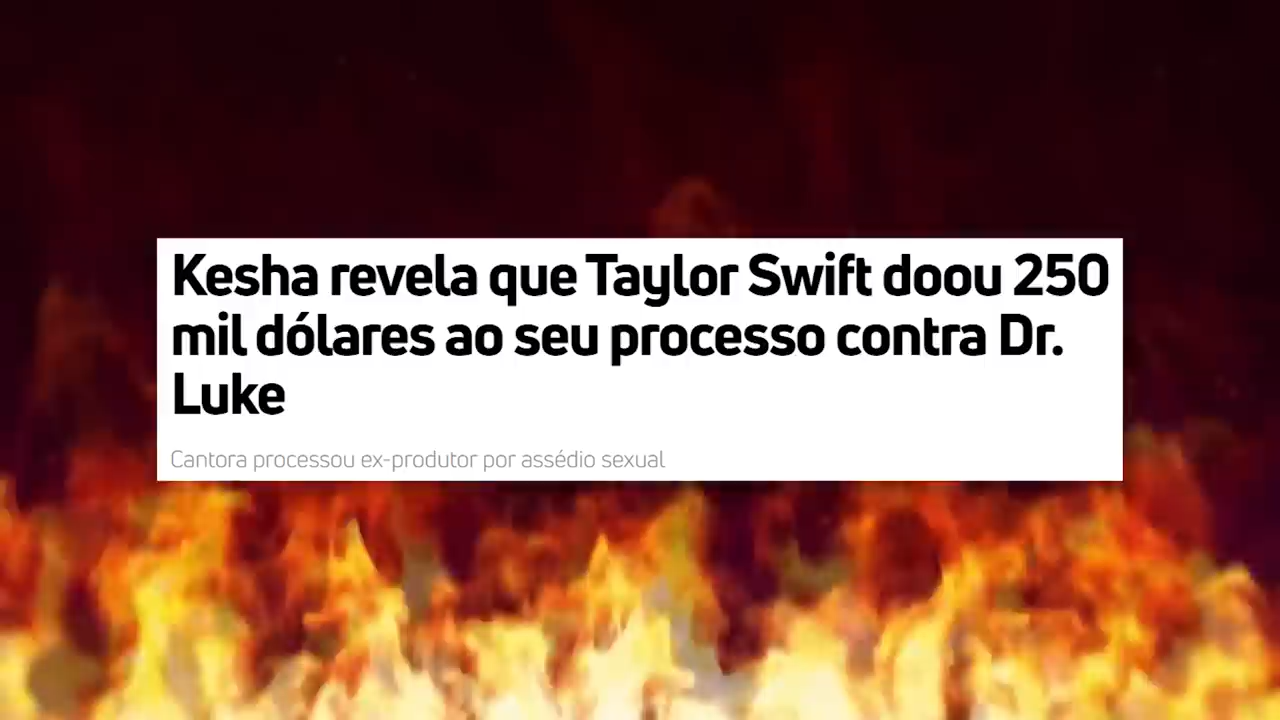 Kesha revela que Taylor Swift doou 250
mil dólares ao seu processo contra Dr.
Luke
Cantora processou ex-produtor por assédio sexual